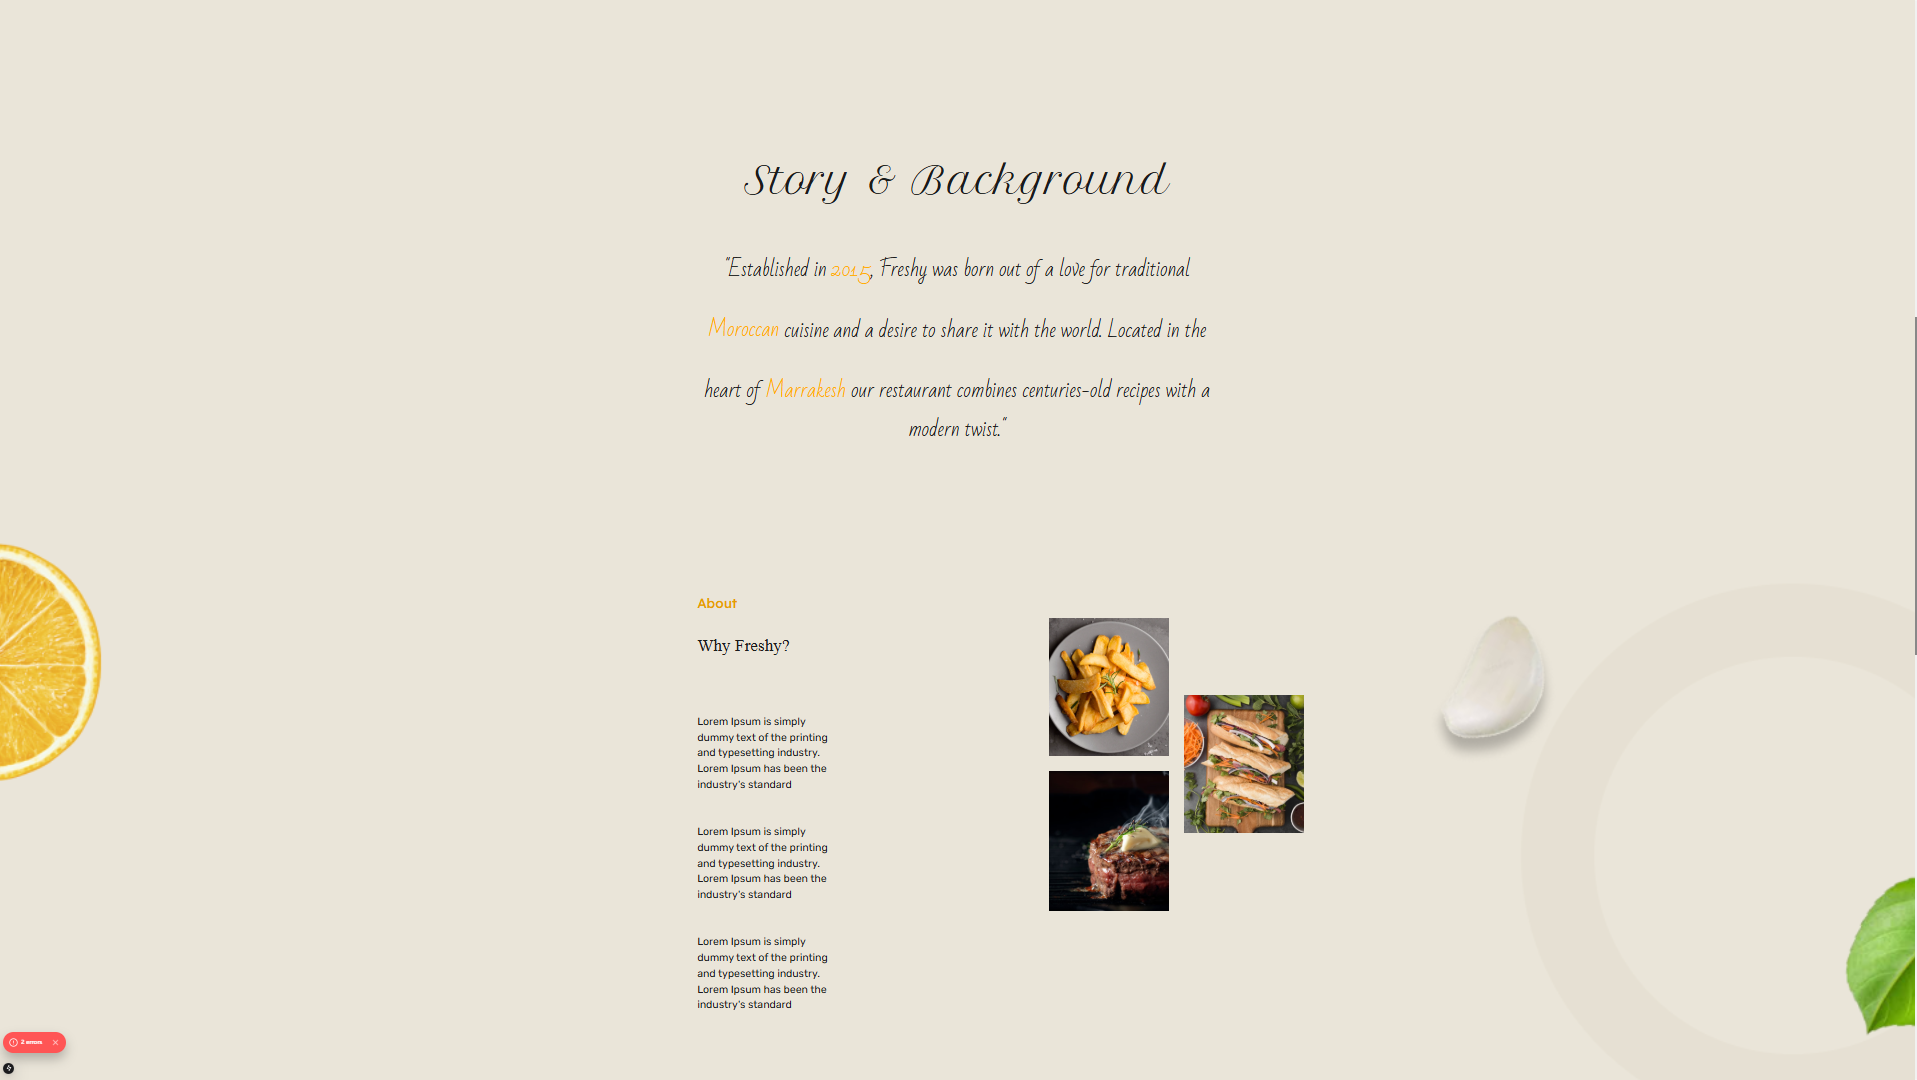 Story & Background
"Established in 2015, Freshy was born out of a love for traditional
Moroccan cuisine and a desire to share it with the world. Located in the
heart of Marrakesh our restaurant combines centuries-old recipes with a
modern twist."
About
Why Freshy?
Lorem Ipsum is simply
dummy text of the printing
and typesetting industry.
Lorem Ipsum has been the
industry's standard
Lorem Ipsum is simply
dummy text of the printing
and typesetting industry.
Lorem Ipsum has been the
industry's standard
Lorem Ipsum is simply
dummy text of the printing
and typesetting industry.
Lorem Ipsum has been the
industry's standard
2 errors